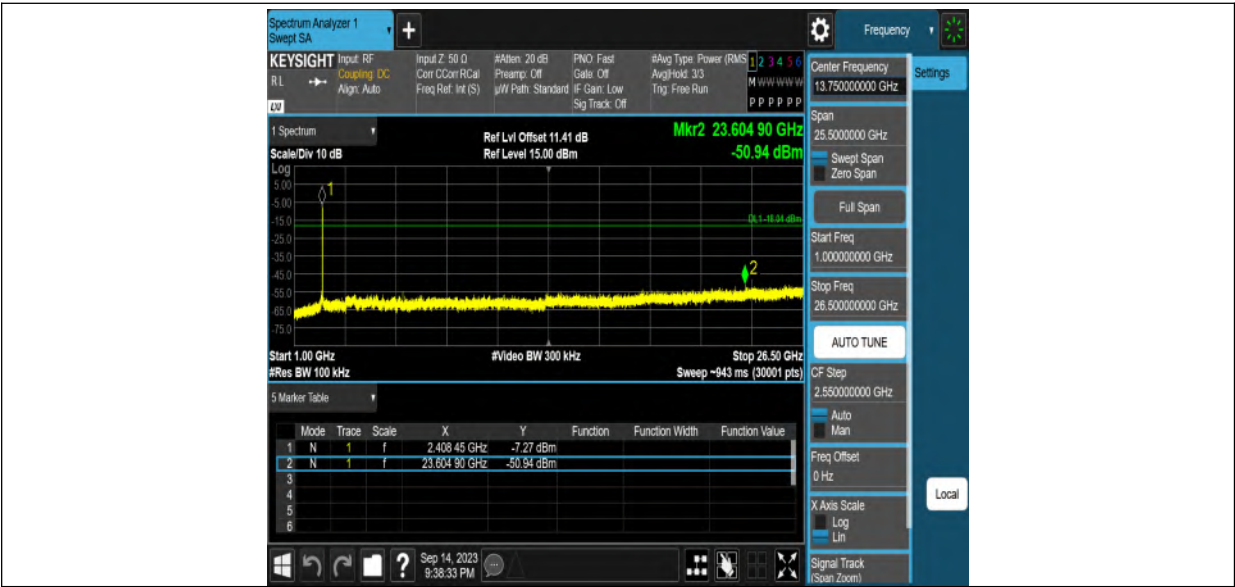 Spectrum Analyzer 1
Swept SA
+
Frequency
KEYSIGHT
RL
LXI
Input: RF
Coupling: DC
Align: Auto
Input Z: 50 Ω
Corr CCorr RCal
Freq Ref: Int (S)
#Atten: 20 dB
Preamp: Off
µW Path: Standard
PNO: Fast
Gate: Off
IF Gain: Low
Sig Track: Off
#Avg Type: Power (RMS
Avg|Hold: 3/3
Trig: Free Run
1 2 3 4 5 6
M W W W W W
P P P P P P
1 Spectrum
Scale/Div 10 dB
Log
Ref Lvl Offset 11.41 dB
Ref Level 15.00 dBm
Mkr2 23.604 90 GHz
-50.94 dBm
5.00
-5.00
-15.0
-25.0
-35.0
-45.0
-55.0
-65.0
-75.0
1
DL1 -18.04 dBm
2
Start 1.00 GHz
#Video BW 300 kHz
Stop 26.50 GHz
#Res BW 100 kHz
Sweep ~943 ms (30001 pts)
5 Marker Table
Mode Trace Scale X Y Function Function Width Function Value
1 N 1 f 2.408 45 GHz -7.27 dBm
2 N 1 f 23.604 90 GHz -50.94 dBm
3
4
5
6
?
Sep 14, 2023
9:38:33 PM
Center Frequency
13.750000000 GHz
Settings
Span
25.5000000 GHz
Swept Span
Zero Span
Full Span
Start Freq
1.000000000 GHz
Stop Freq
26.500000000 GHz
AUTO TUNE
CF Step
2.550000000 GHz
Auto
Man
Freq Offset
0 Hz
X Axis Scale
Log
Lin
Signal Track
(Span Zoom)
Local